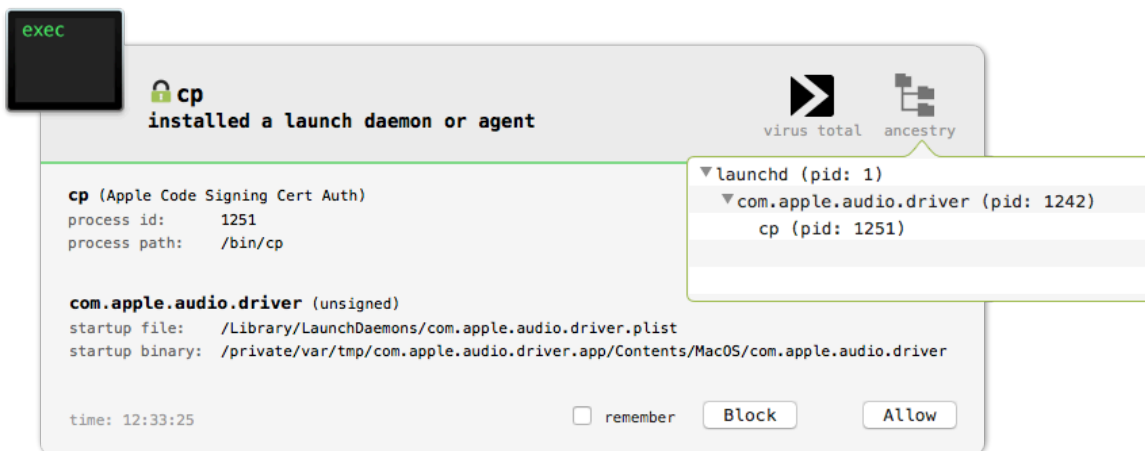 exec
cp
installed a launch daemon or agent
virus total
ancestry
cp (Apple Code Signing Cert Auth)
process id: 1251
process path: /bin/cp
launchd (pid: 1)
com.apple.audio.driver (pid: 1242)
cp (pid: 1251)
com.apple.audio.driver (unsigned)
startup file: /Library/LaunchDaemons/com.apple.audio.driver.plist
startup binary: /private/var/tmp/com.apple.audio.driver.app/Contents/MacOS/com.apple.audio.driver
time: 12:33:25
remember
Block
Allow